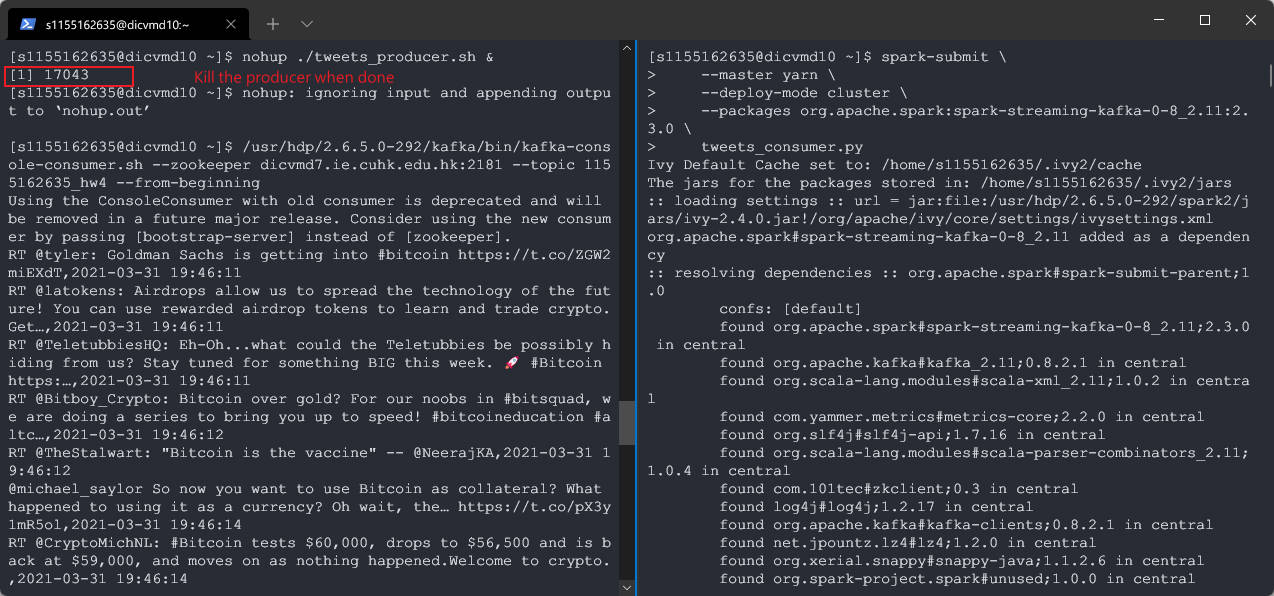 s1155162635@dicvmd10:~
[s1155162635@dicvmd10 ~]$ nohup ./tweets_producer.sh &
[1] 17043
Kill the producer when done
[s1155162635@dicvmd10 ~]$ nohup: ignoring input and appending outpu
t to ‘nohup.out’
[s1155162635@dicvmd10 ~]$ /usr/hdp/2.6.5.0-292/kafka/bin/kafka-cons
ole-consumer.sh --zookeeper dicvmd7.ie.cuhk.edu.hk:2181 --topic 115
5162635_hw4 --from-beginning
Using the ConsoleConsumer with old consumer is deprecated and will
be removed in a future major release. Consider using the new consum
er by passing [bootstrap-server] instead of [zookeeper].
RT @tyler: Goldman Sachs is getting into #bitcoin https://t.co/ZGW2
miEXdT,2021-03-31 19:46:11
RT @latokens: Airdrops allow us to spread the technology of the fut
ure! You can use rewarded airdrop tokens to learn and trade crypto.
Get…,2021-03-31 19:46:11
RT @TeletubbiesHQ: Eh-Oh...what could the Teletubbies be possibly h
iding from us? Stay tuned for something BIG this week. 🚀 #Bitcoin
https:…,2021-03-31 19:46:11
RT @Bitboy_Crypto: Bitcoin over gold? For our noobs in #bitsquad, w
e are doing a series to bring you up to speed! #bitcoineducation #a
ltc…,2021-03-31 19:46:12
RT @TheStalwart: "Bitcoin is the vaccine" -- @NeerajKA,2021-03-31 1
9:46:12
@michael_saylor So now you want to use Bitcoin as collateral? What
happened to using it as a currency? Oh wait, the… https://t.co/pX3y
1mR5ol,2021-03-31 19:46:14
RT @CryptoMichNL: #Bitcoin tests $60,000, drops to $56,500 and is b
ack at $59,000, and moves on as nothing happened.Welcome to crypto.
,2021-03-31 19:46:14
[s1155162635@dicvmd10 ~]$ spark-submit \
> --master yarn \
> --deploy-mode cluster \
> --packages org.apache.spark:spark-streaming-kafka-0-8_2.11:2.
3.0 \
> tweets_consumer.py
Ivy Default Cache set to: /home/s1155162635/.ivy2/cache
The jars for the packages stored in: /home/s1155162635/.ivy2/jars
:: loading settings :: url = jar:file:/usr/hdp/2.6.5.0-292/spark2/j
ars/ivy-2.4.0.jar!/org/apache/ivy/core/settings/ivysettings.xml
org.apache.spark#spark-streaming-kafka-0-8_2.11 added as a dependen
cy
:: resolving dependencies :: org.apache.spark#spark-submit-parent;1
.0
confs: [default]
found org.apache.spark#spark-streaming-kafka-0-8_2.11;2.3.0
in central
found org.apache.kafka#kafka_2.11;0.8.2.1 in central
found org.scala-lang.modules#scala-xml_2.11;1.0.2 in centra
l
found com.yammer.metrics#metrics-core;2.2.0 in central
found org.slf4j#slf4j-api;1.7.16 in central
found org.scala-lang.modules#scala-parser-combinators_2.11;
1.0.4 in central
found com.101tec#zkclient;0.3 in central
found log4j#log4j;1.2.17 in central
found org.apache.kafka#kafka-clients;0.8.2.1 in central
found net.jpountz.lz4#lz4;1.2.0 in central
found org.xerial.snappy#snappy-java;1.1.2.6 in central
found org.spark-project.spark#unused;1.0.0 in central